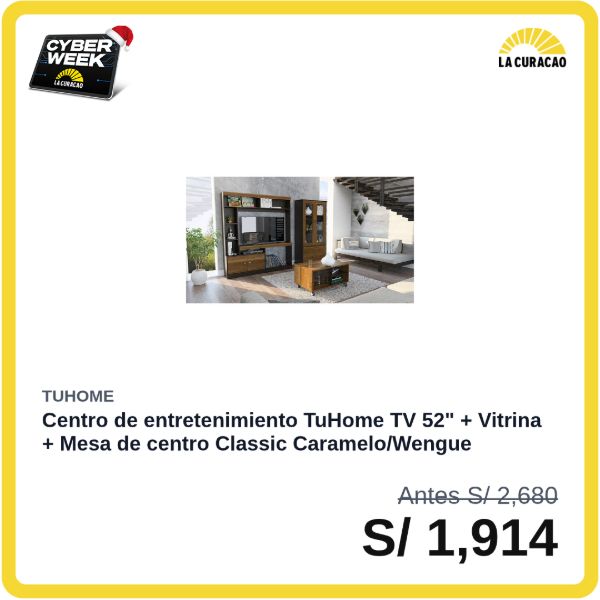 CYBER
WEEK
LA CURACAO
LA CURACAO
TUHOME
Centro de entretenimiento TuHome TV 52" + Vitrina
+ Mesa de centro Classic Caramelo/Wengue
Antes S/ 2,680
S/ 1,914